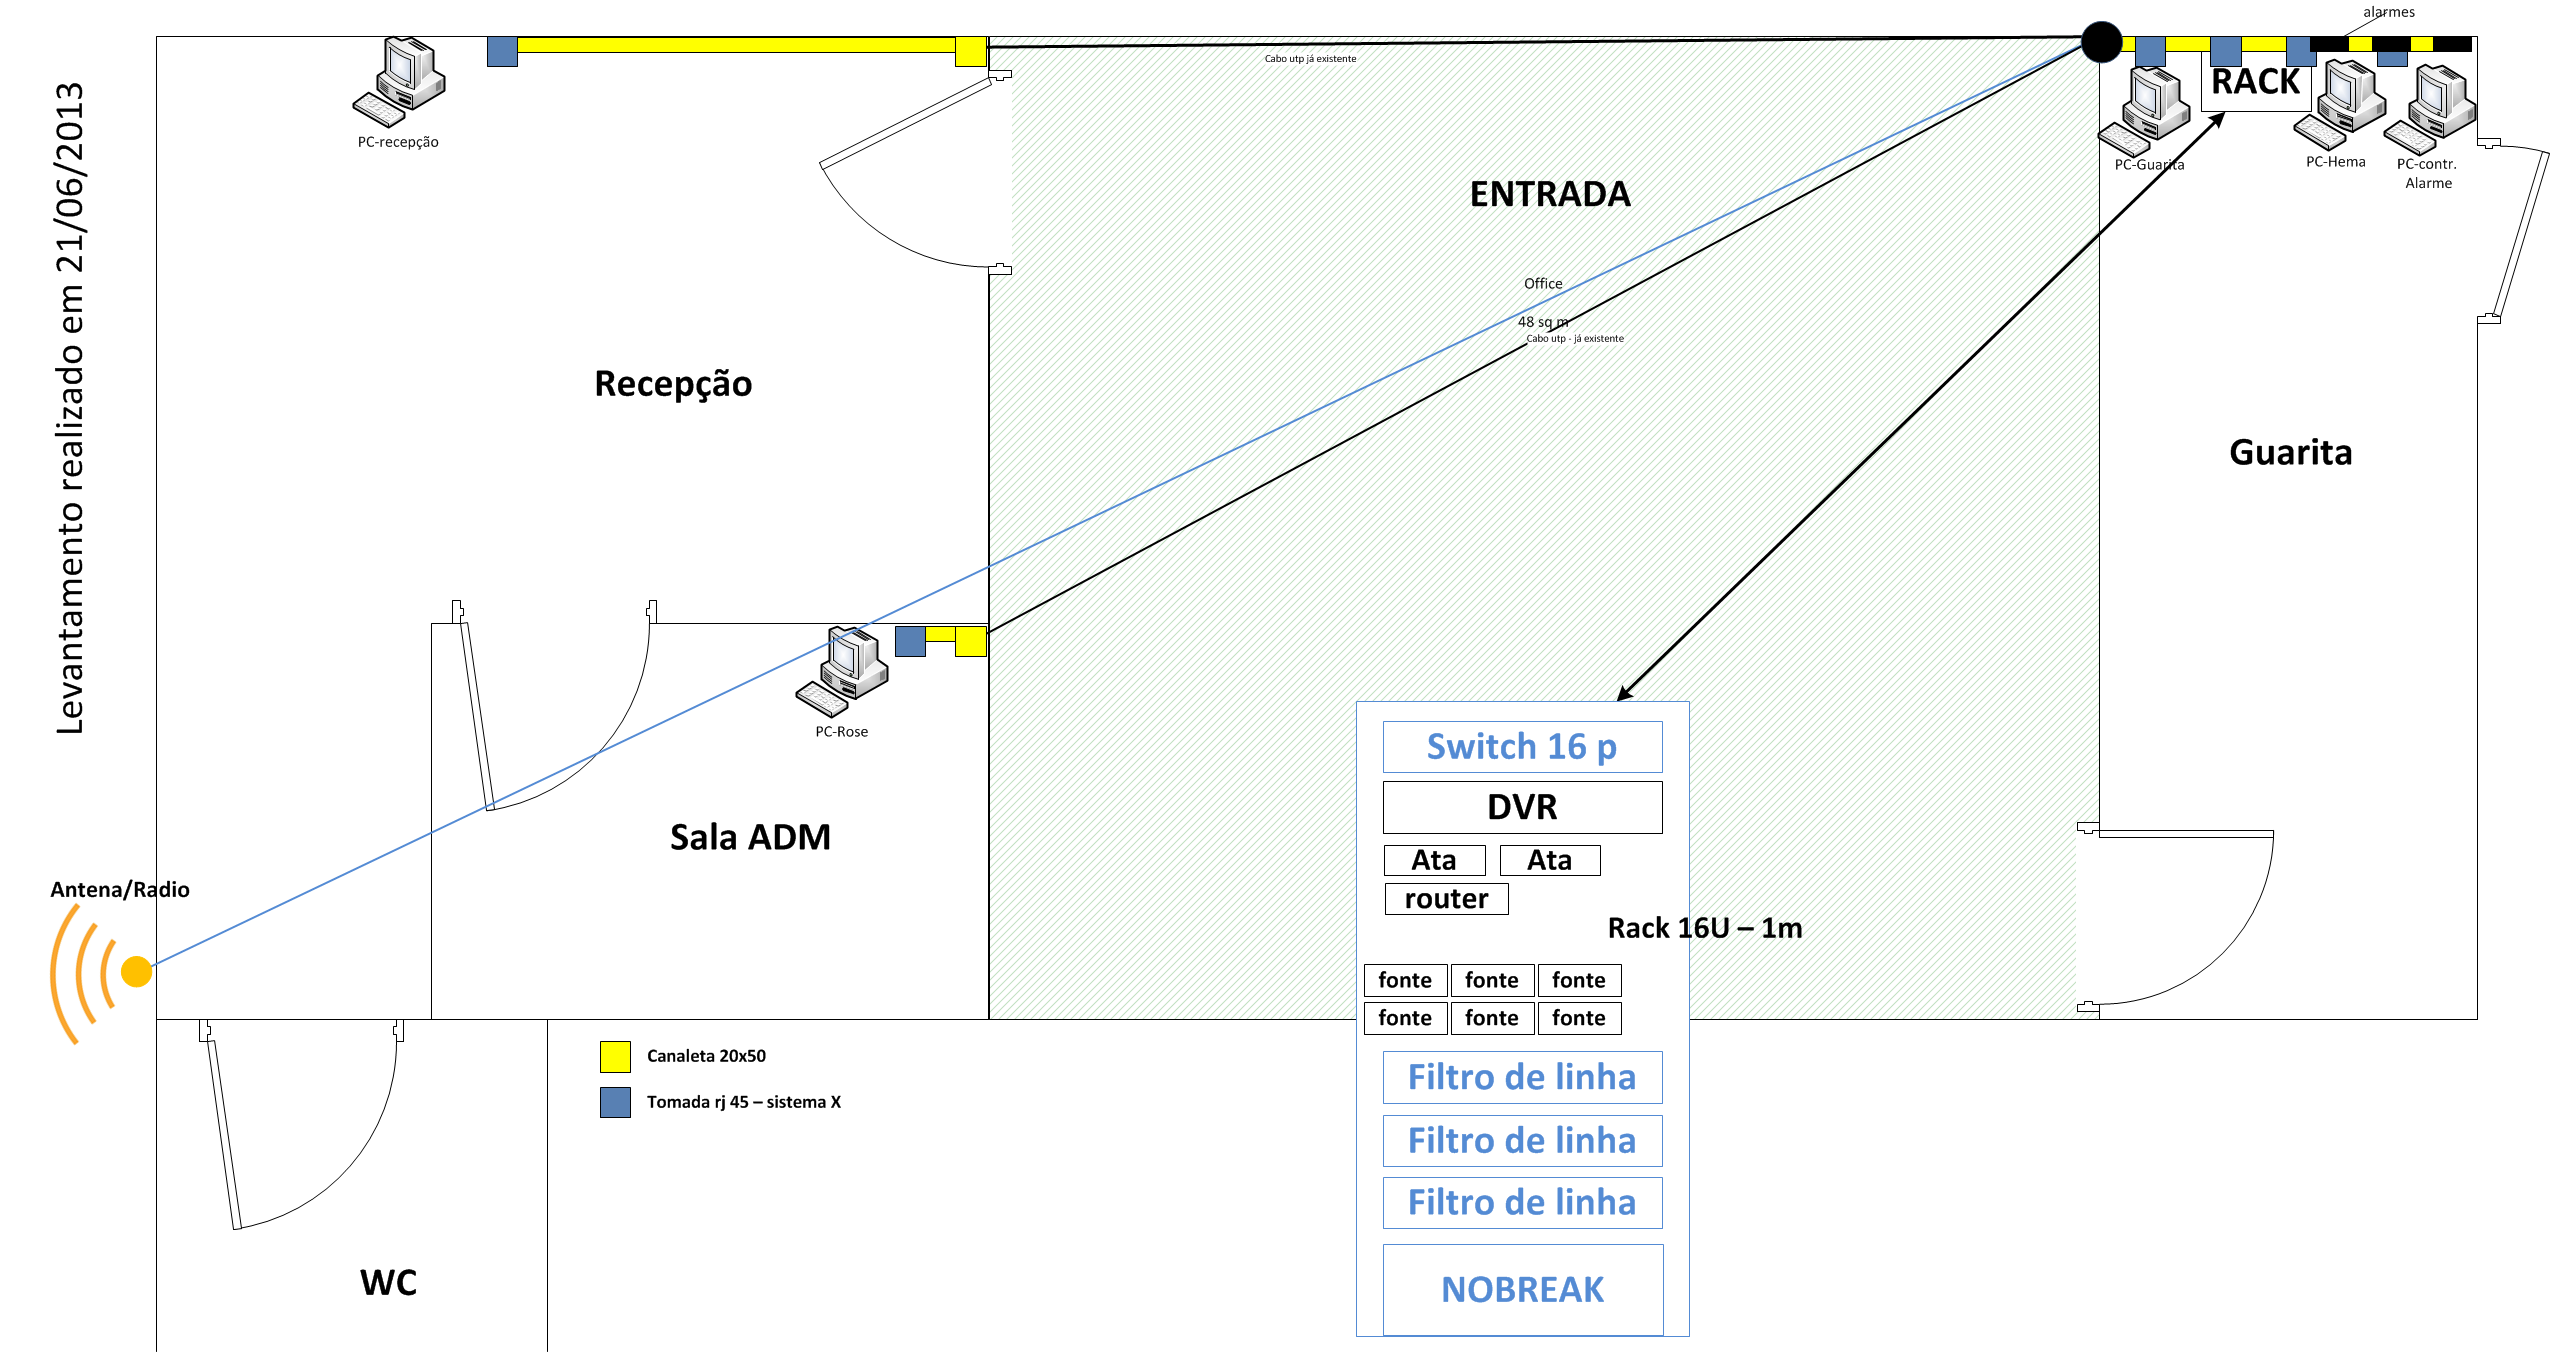 Levantamento realizado em 21/06/2013
PC-recepção
Cabo utp já existente
alarmes
RACK
PC-Guarita
PC-Hema
PC-contr.
Alarme
ENTRADA
Office
48 sq m
Cabo utp - já existente
Recepção
Guarita
PC-Rose
Sala ADM
Antena/Radio
Switch 16 p
DVR
Ata
Ata
router
Rack 16U – 1m
fonte
fonte
fonte
fonte
fonte
fonte
Filtro de linha
Filtro de linha
Filtro de linha
NOBREAK
Canaleta 20x50
Tomada rj 45 – sistema X
WC